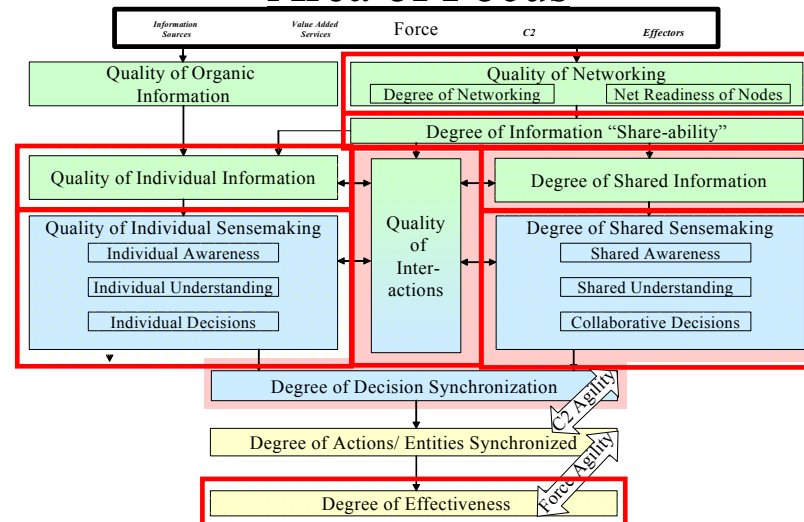 Area Of Focus
Information Sources
Value Added Services
Force
C2
Effectors
Quality of Organic
Information
Quality of Networking
Degree of Networking
Net Readiness of Nodes
Degree of Information “Share-ability”
Quality of Individual Information
Degree of Shared Information
Quality of Individual Sensemaking
Individual Awareness
Individual Understanding
Individual Decisions
Quality
of
Inter-
actions
Degree of Shared Sensemaking
Shared Awareness
Shared Understanding
Collaborative Decisions
Degree of Decision Synchronization
C2 Agility
Degree of Actions/ Entities Synchronized
Force Agility
Degree of Effectiveness